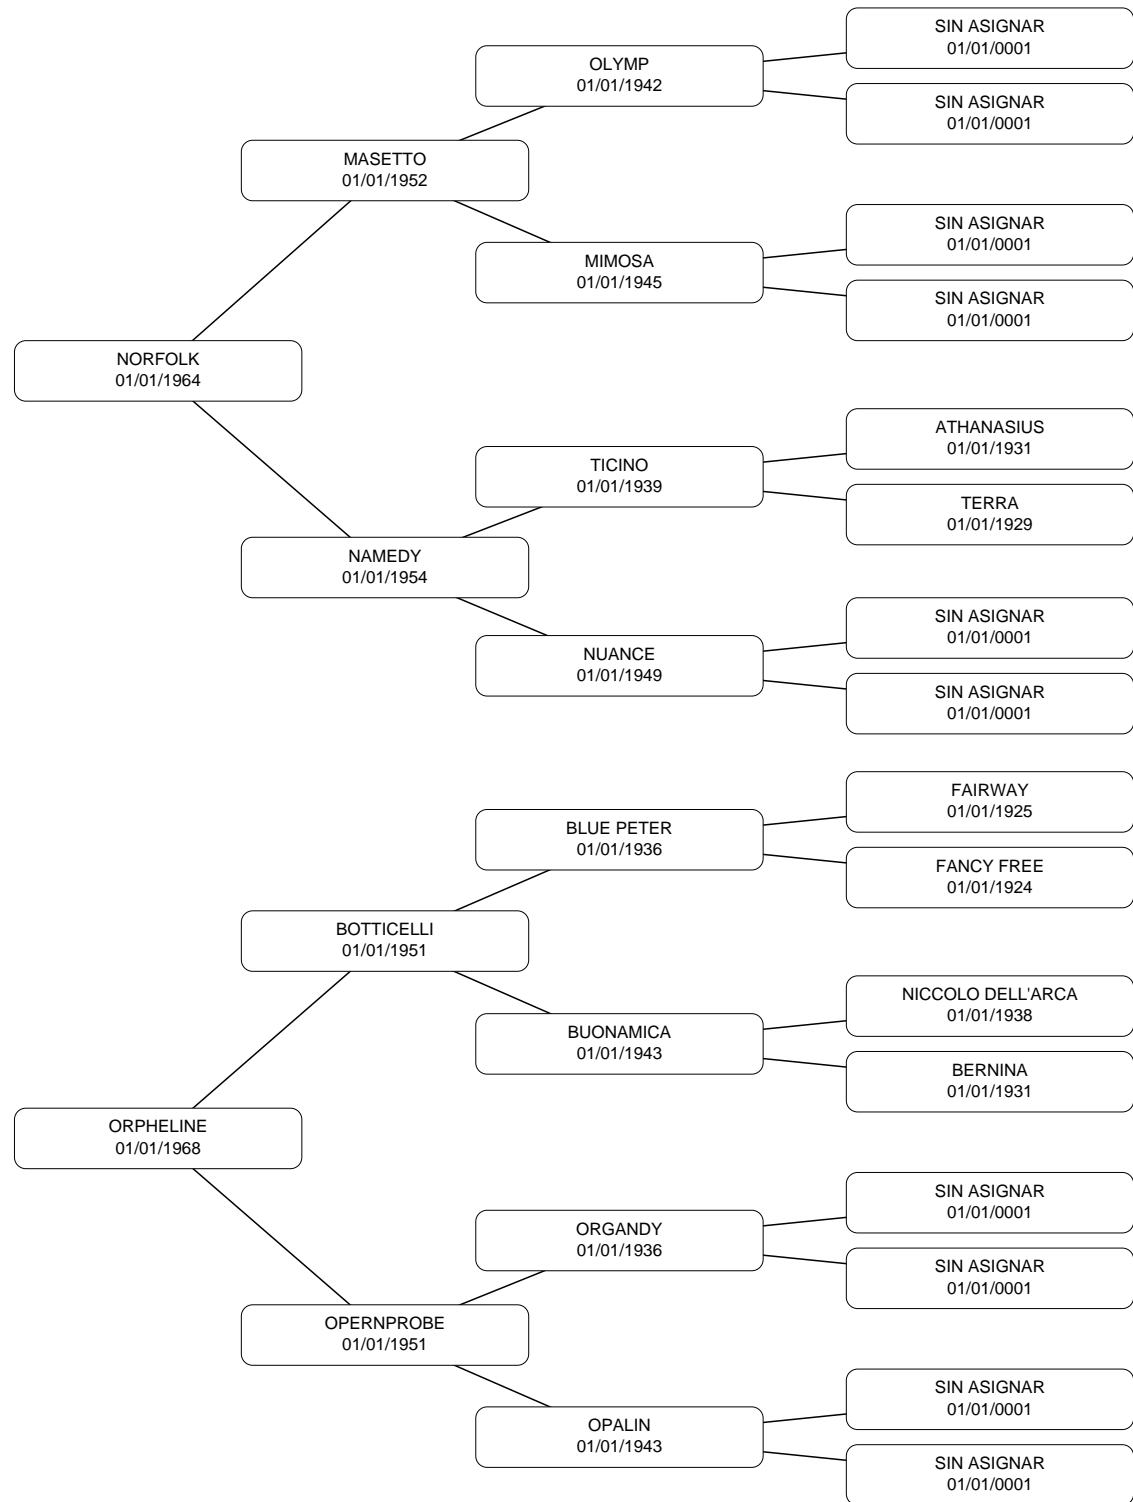 SIN ASIGNAR
01/01/0001
OLYMP
01/01/1942
SIN ASIGNAR
01/01/0001
MASETTO
01/01/1952
SIN ASIGNAR
01/01/0001
MIMOSA
01/01/1945
SIN ASIGNAR
01/01/0001
NORFOLK
01/01/1964
ATHANASIUS
01/01/1931
TICINO
01/01/1939
TERRA
01/01/1929
NAMEDY
01/01/1954
SIN ASIGNAR
01/01/0001
NUANCE
01/01/1949
SIN ASIGNAR
01/01/0001
FAIRWAY
01/01/1925
BLUE PETER
01/01/1936
FANCY FREE
01/01/1924
BOTTICELLI
01/01/1951
NICCOLO DELL'ARCA
01/01/1938
BUONAMICA
01/01/1943
BERNINA
01/01/1931
ORPHELINE
01/01/1968
SIN ASIGNAR
01/01/0001
ORGANDY
01/01/1936
SIN ASIGNAR
01/01/0001
OPERNPROBE
01/01/1951
SIN ASIGNAR
01/01/0001
OPALIN
01/01/1943
SIN ASIGNAR
01/01/0001